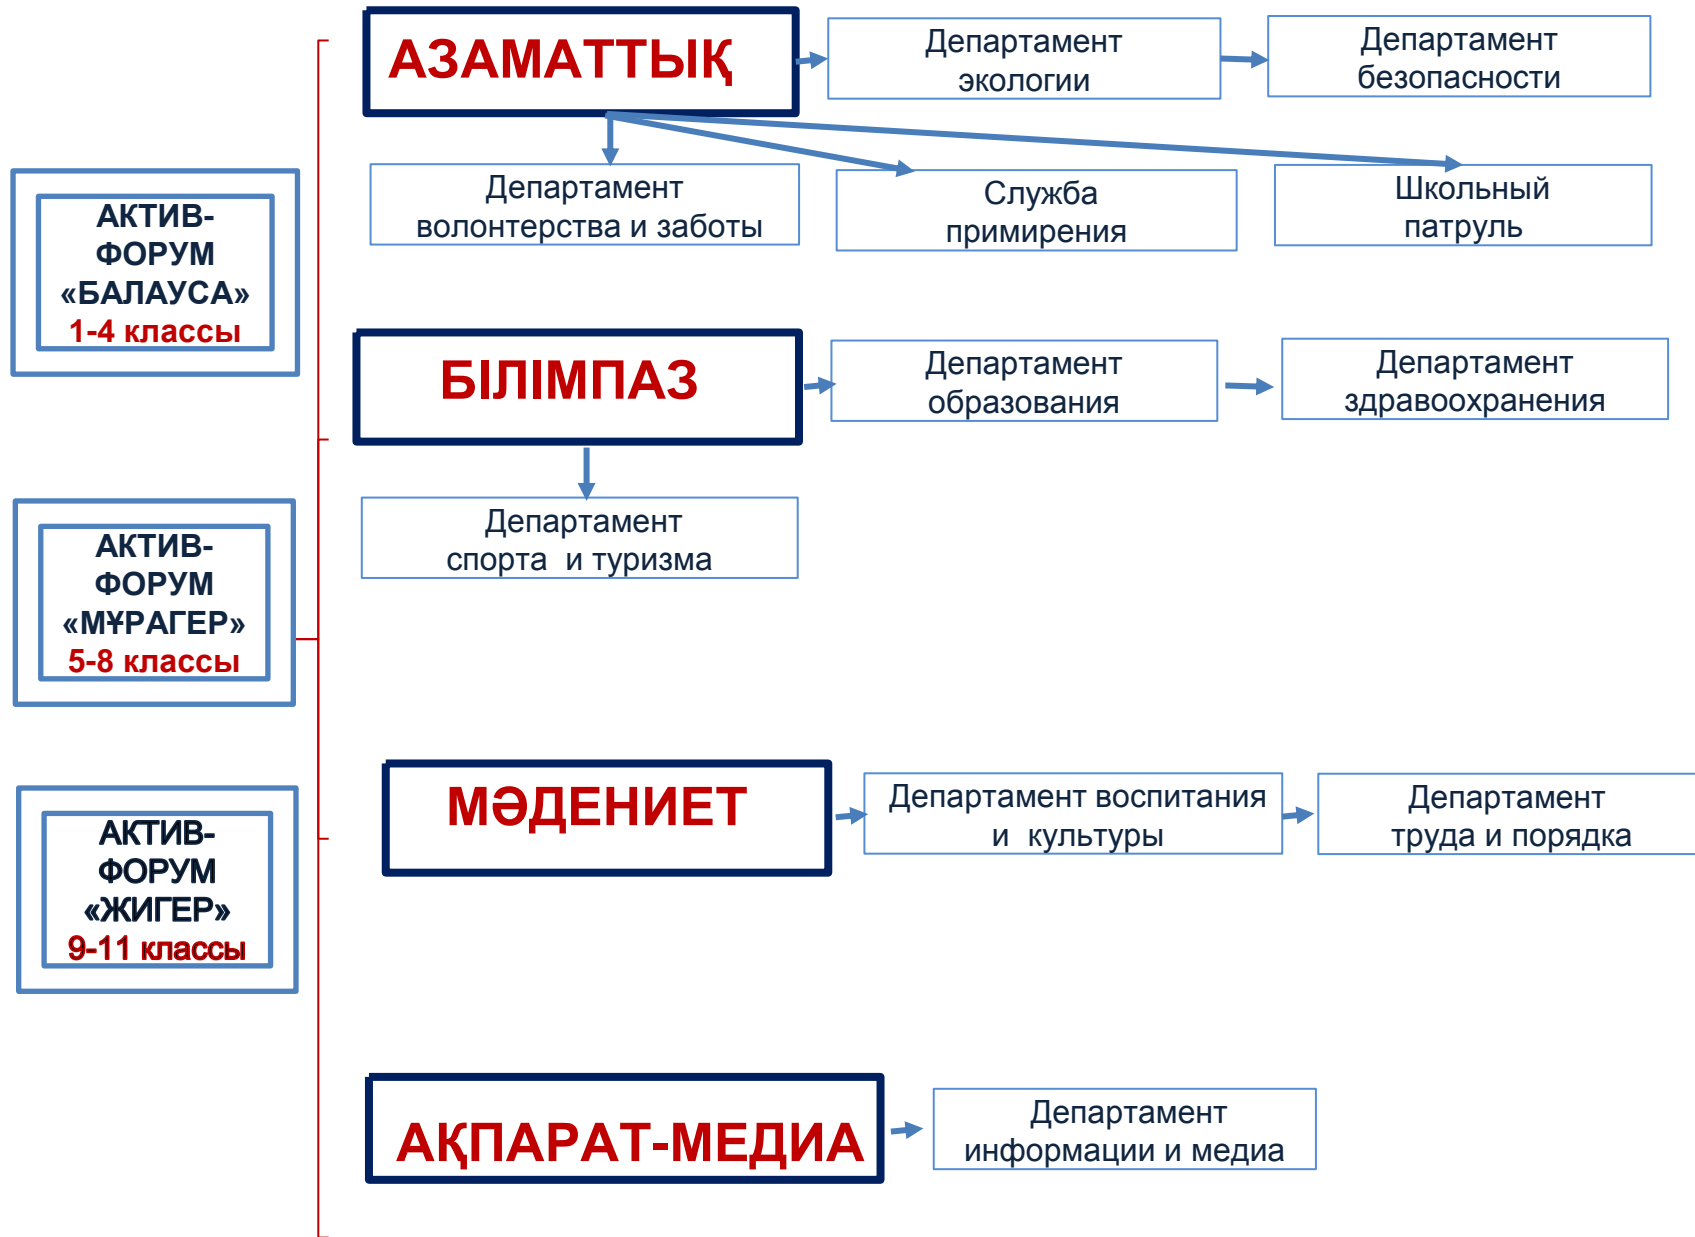 АЗАМАТТЫҚ
Департамент
экологии
Департамент
безопасности
Департамент
волонтерства и заботы
Служба
примирения
Школьный
патруль
АКТИВ-
ФОРУМ
«БАЛАУСА»
1-4 классы
БІЛІМПАЗ
Департамент
образования
Департамент
здравоохранения
Департамент
спорта и туризма
АКТИВ-
ФОРУМ
«МҰРАГЕР»
5-8 классы
МӘДЕНИЕТ
Департамент воспитания
и культуры
Департамент
труда и порядка
АКТИВ-
ФОРУМ
«ЖИГЕР»
9-11 классы
АҚПАРАТ-МЕДИА
Департамент
информации и медиа